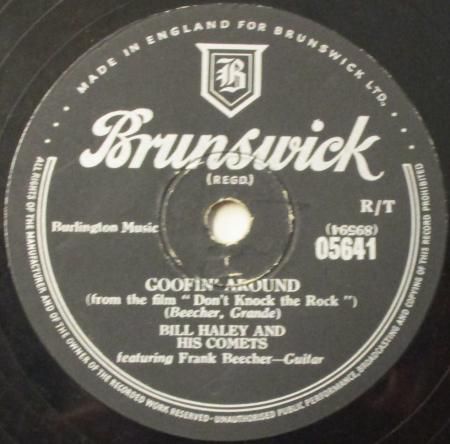 MADE IN ENGLAND FOR BRUNSWICK LTD.
B
Brunswick
(REGD.)
R/T
Burlington Music
(89594)
05641
GOOFIN' AROUND
(from the film "Don't Knock the Rock")
(Beecher, Grande)
BILL HALEY AND
HIS COMETS
featuring Frank Beecher—Guitar
ALL RIGHTS OF THE MANUFACTURER AND OF THE OWNER OF THE RECORDED WORK RESERVED-UNAUTHORISED PUBLIC PERFORMANCE, BROADCASTING AND COPYING OF THIS RECORD PROHIBITED